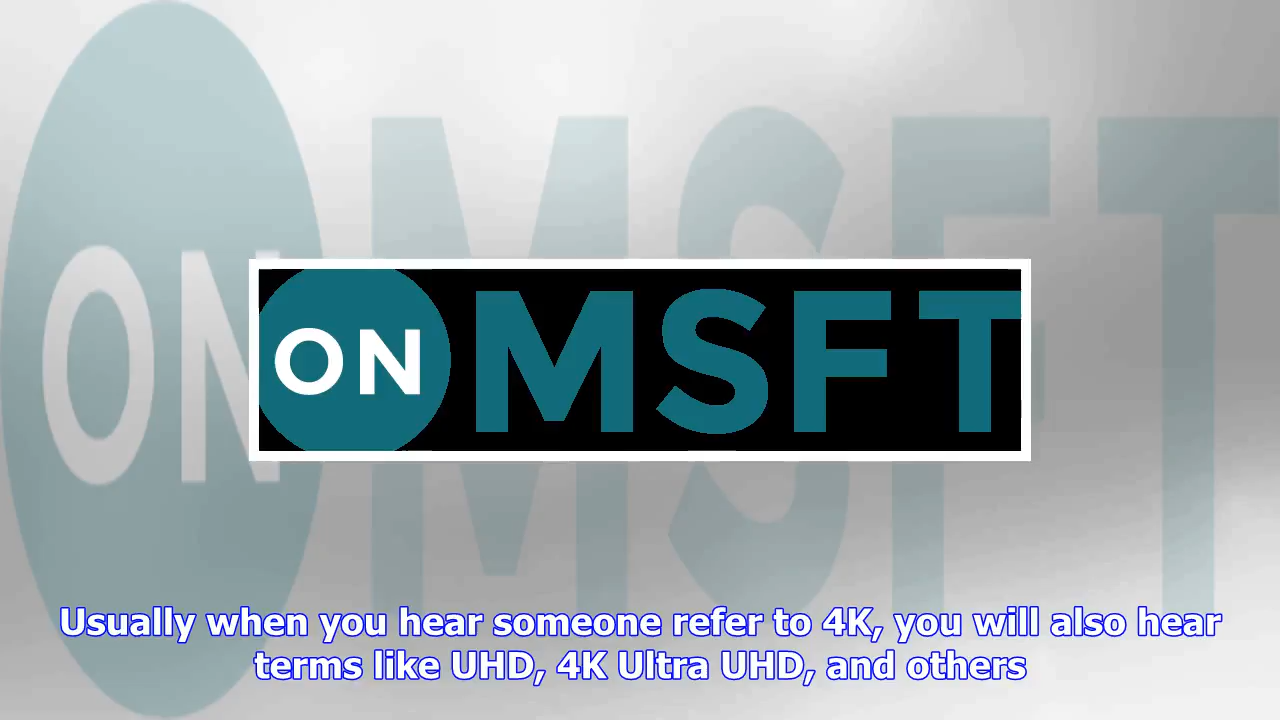 ON MSFT
ON MSFT
Usually when you hear someone refer to 4K, you will also hear
terms like UHD, 4K Ultra UHD, and others